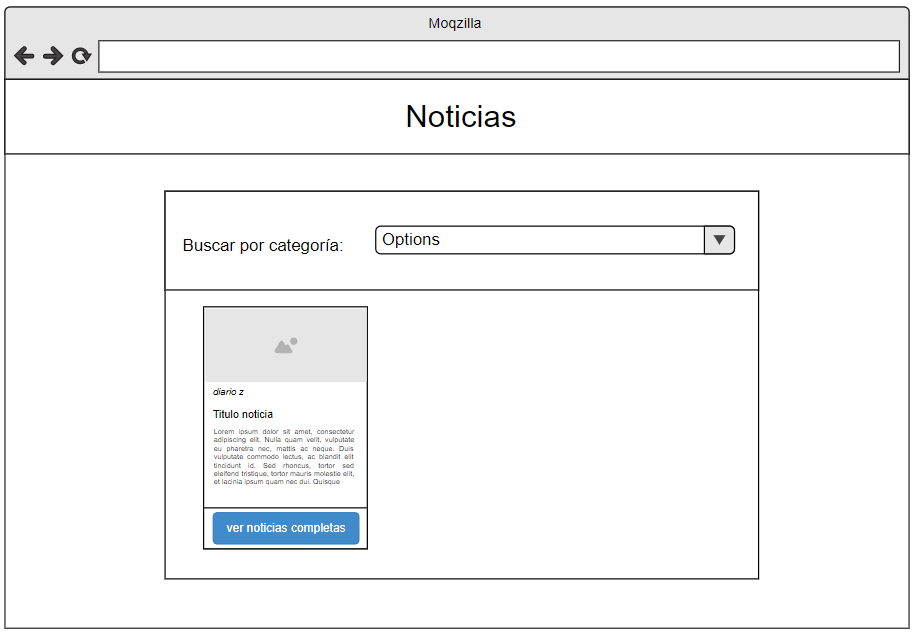 Moqzilla
Noticias
Buscar por categoría:
Options
diario z
Titulo noticia
Lorem ipsum dolor sit amet, consectetur
adipiscing elit. Nulla quam velit, vulputate
eu pharetra nec, mattis ac neque. Duis
vulputate commodo lectus, ac blandit elit
tincidunt id. Sed rhoncus, tortor sed
eleifend tristique, tortor mauris molestie elit,
et lacinia ipsum quam nec dui. Quisque
ver noticias completas